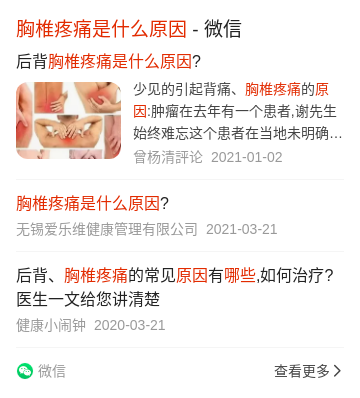 胸椎疼痛是什么原因 - 微信
后背胸椎疼痛是什么原因?
少见的引起背痛、胸椎疼痛的原
因:肿瘤在去年有一个患者,谢先生
始终难忘这个患者在当地未明确...
曾杨清評论 2021-01-02
胸椎疼痛是什么原因?
无锡爱乐维健康管理有限公司 2021-03-21
后背、胸椎疼痛的常见原因有哪些,如何治疗?
医生一文给您讲清楚
健康小闹钟 2020-03-21
微信
查看更多